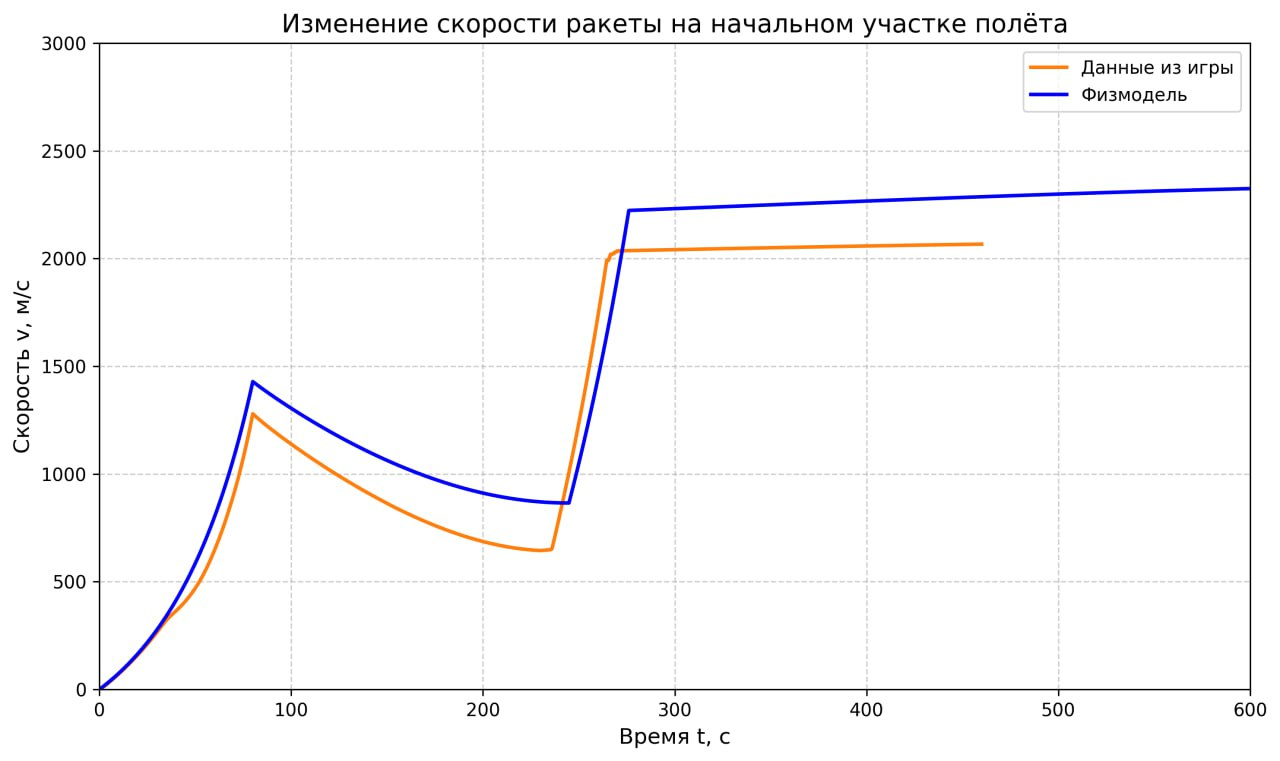 Изменение скорости ракеты на начальном участке полёта
3000
2500
2000
1500
1000
500
0
Скорость v, м/с
Данные из игры
Физмодель
0 100 200 300 400 500 600
Время t, с